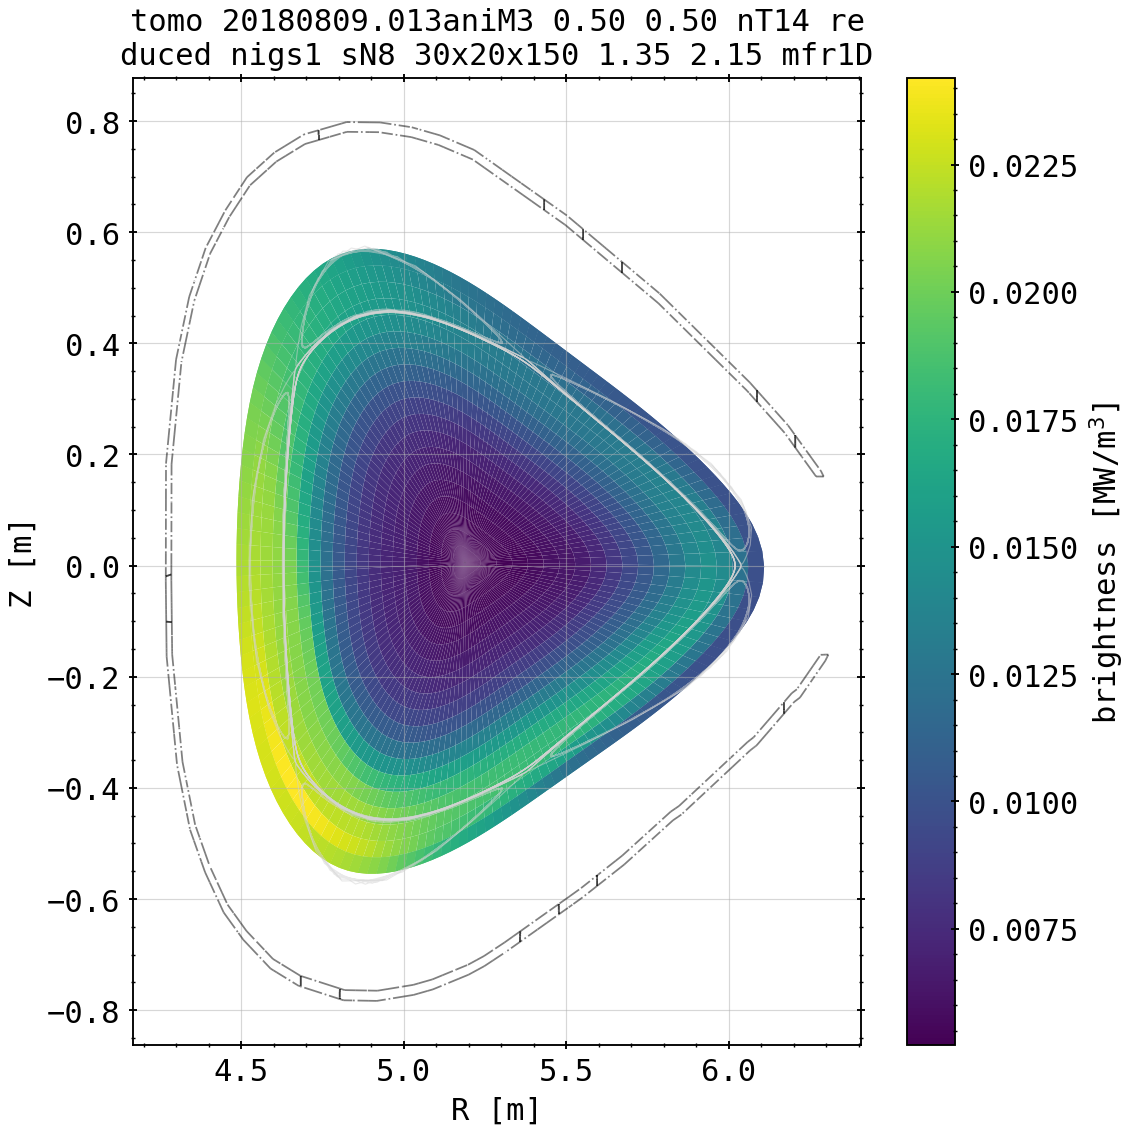 tomo 20180809.013aniM3 0.50 0.50 nT14 re
duced nigs1 sN8 30x20x150 1.35 2.15 mfr1D
0.8
0.6
0.4
0.2
0.0
−0.2
−0.4
−0.6
−0.8
Z [m]
4.5 5.0 5.5 6.0
R [m]
0.0225
0.0200
0.0175
0.0150
0.0125
0.0100
0.0075
brightness [MW/m³]